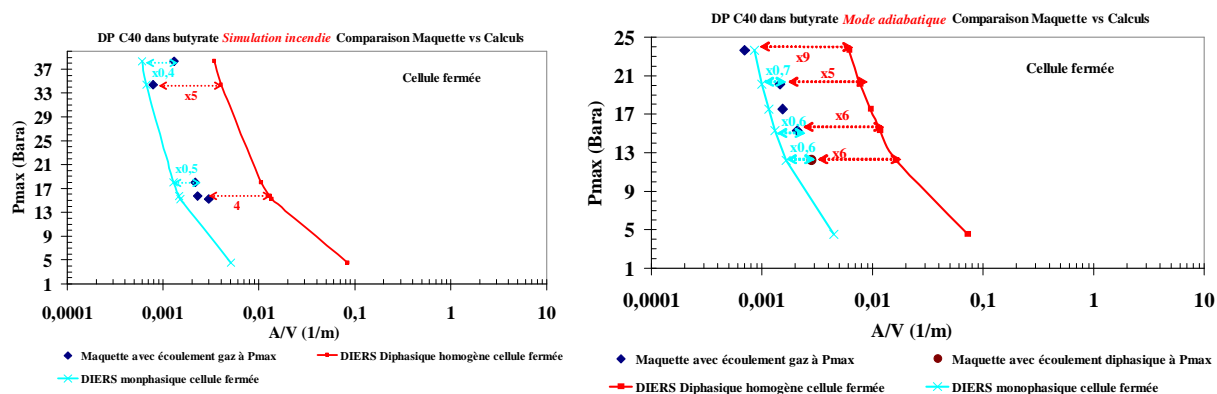 DP C40 dans butyrate Simulation incendie Comparaison Maquette vs Calculs
37
33
29
25
21
17
13
9
5
1
Pmax (Bara)
Cellule fermée
x0,4
x5
x0,5
4
0,0001 0,001 0,01 0,1 1 10
A/V (1/m)
Maquette avec écoulement gaz à Pmax
DIERS Diphasique homogène cellule fermée
DIERS monphasique cellule fermée
DP C40 dans butyrate Mode adiabatique Comparaison Maquette vs Calculs
25
21
17
13
9
5
1
Pmax (Bara)
Cellule fermée
x9
x0,7
x5
x0,6
x6
x0,6
x6
0,0001 0,001 0,01 0,1 1 10
A/V (1/m)
Maquette avec écoulement gaz à Pmax
Maquette avec écoulement diphasique à Pmax
DIERS Diphasique homogène cellule fermée
DIERS monophasique cellule fermée